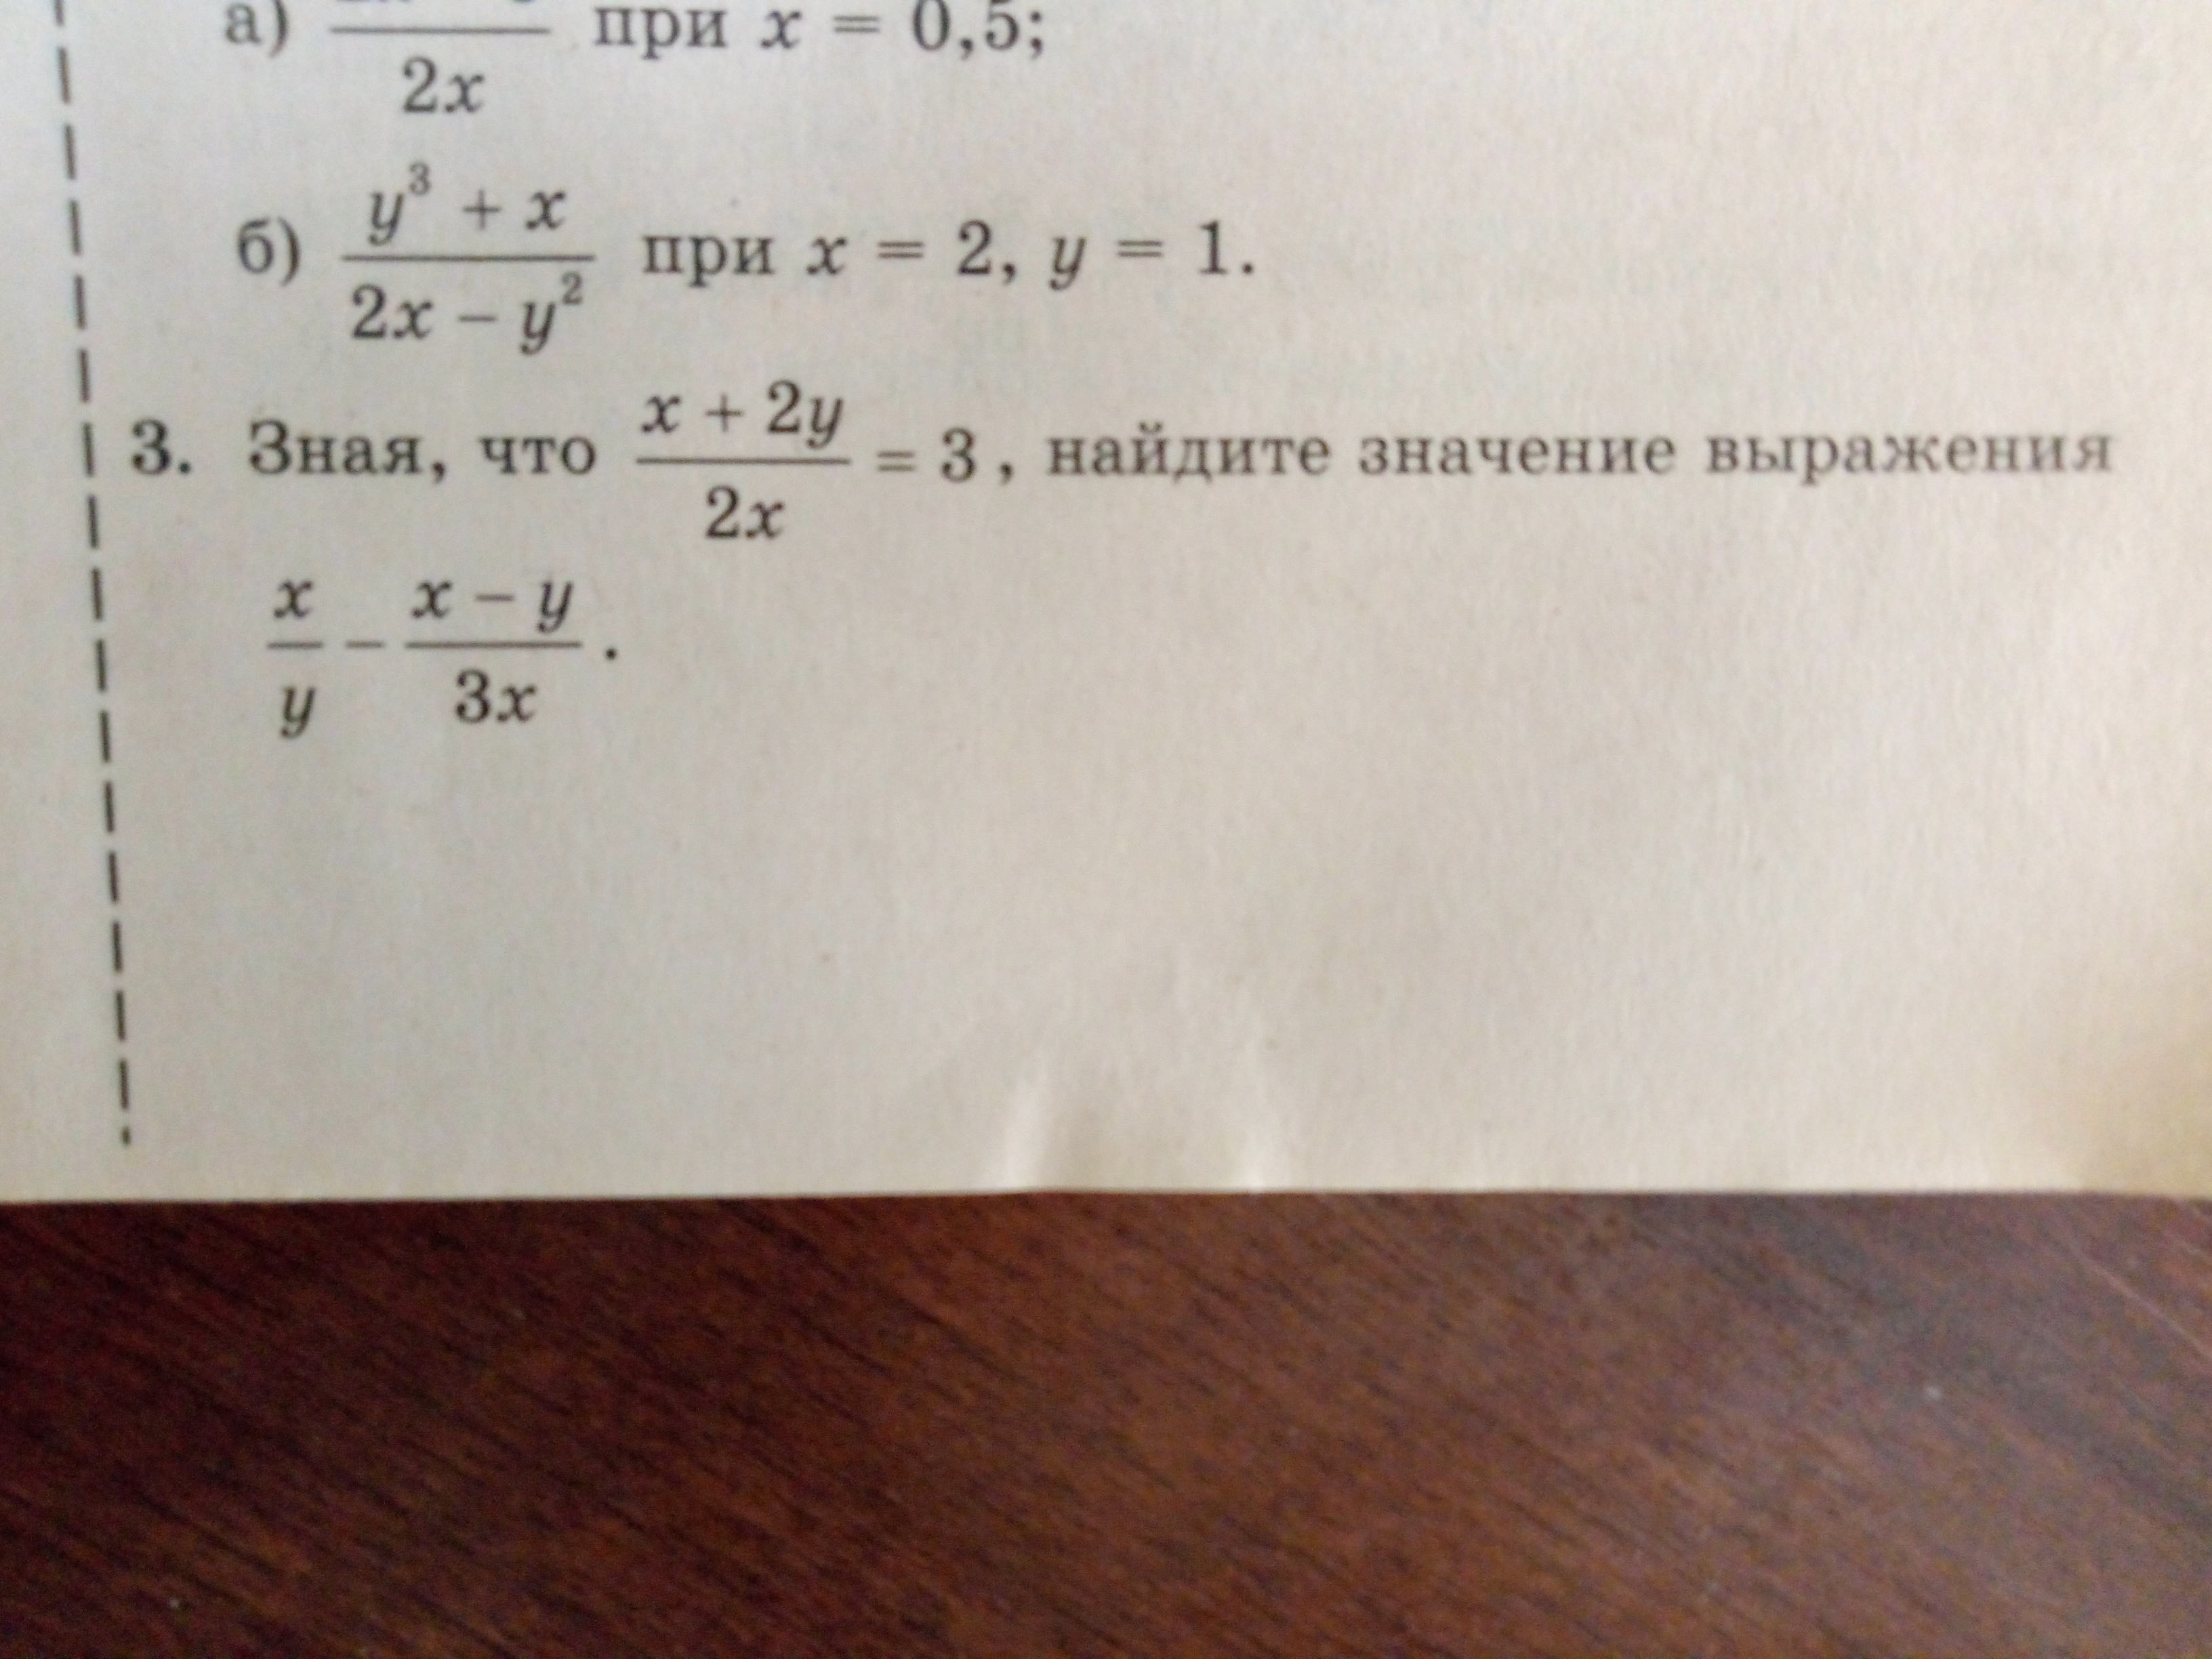 а) 2x при x = 0,5;
б) (y³ + x)/(2x − y²) при x = 2, y = 1.
3. Зная, что (x + 2y)/(2x) = 3, найдите значение выражения
x/y − (x − y)/(3x).